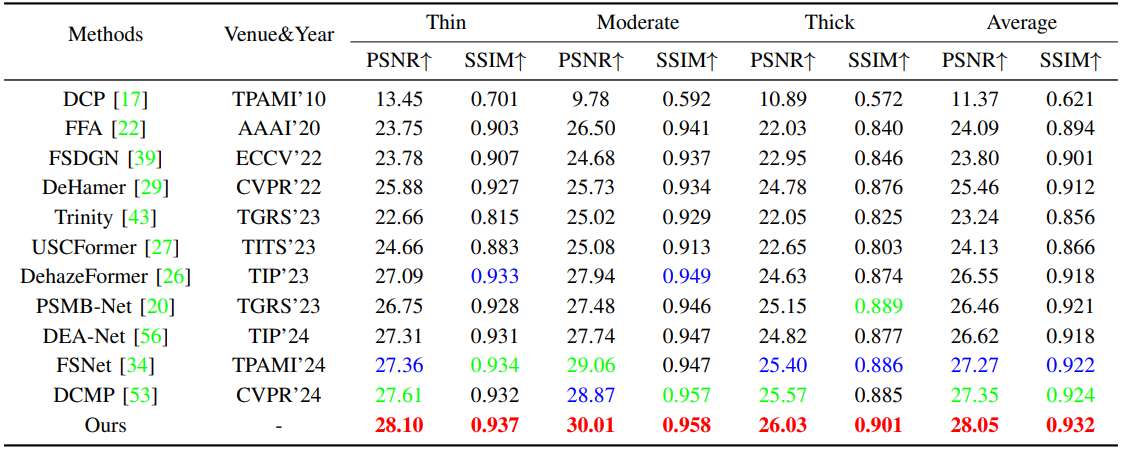 Methods Venue&Year Thin Moderate Thick Average
PSNR↑ SSIM↑ PSNR↑ SSIM↑ PSNR↑ SSIM↑ PSNR↑ SSIM↑
DCP [17] TPAMI'10 13.45 0.701 9.78 0.592 10.89 0.572 11.37 0.621
FFA [22] AAAI'20 23.75 0.903 26.50 0.941 22.03 0.840 24.09 0.894
FSDGN [39] ECCV'22 23.78 0.907 24.68 0.937 22.95 0.846 23.80 0.901
DeHamer [29] CVPR'22 25.88 0.927 25.73 0.934 24.78 0.876 25.46 0.912
Trinity [43] TGRS'23 22.66 0.815 25.02 0.929 22.05 0.825 23.24 0.856
USCFormer [27] TITS'23 24.66 0.883 25.08 0.913 22.65 0.803 24.13 0.866
DehazeFormer [26] TIP'23 27.09 0.933 27.94 0.949 24.63 0.874 26.55 0.918
PSMB-Net [20] TGRS'23 26.75 0.928 27.48 0.946 25.15 0.889 26.46 0.921
DEA-Net [56] TIP'24 27.31 0.931 27.74 0.947 24.82 0.877 26.62 0.918
FSNet [34] TPAMI'24 27.36 0.934 29.06 0.947 25.40 0.886 27.27 0.922
DCMP [53] CVPR'24 27.61 0.932 28.87 0.957 25.57 0.885 27.35 0.924
Ours - 28.10 0.937 30.01 0.958 26.03 0.901 28.05 0.932